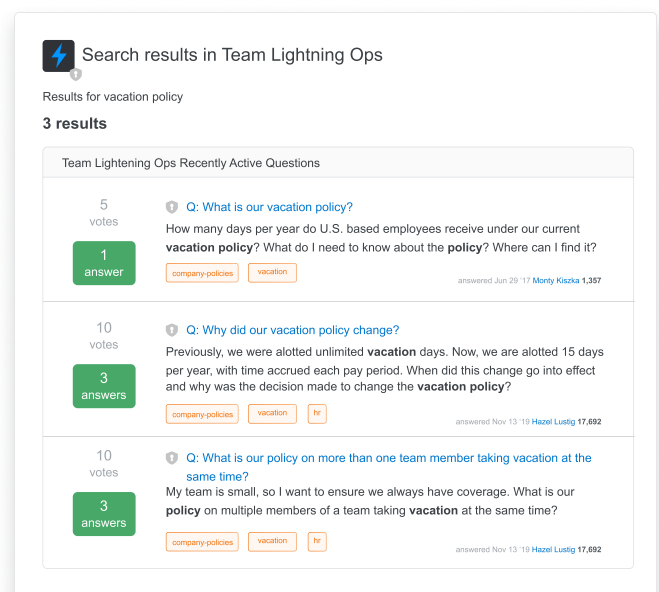 Search results in Team Lightning Ops
Results for vacation policy
3 results
Team Lightening Ops Recently Active Questions
5
votes
1
answer
Q: What is our vacation policy?
How many days per year do U.S. based employees receive under our current
vacation policy? What do I need to know about the policy? Where can I find it?
company-policies vacation
answered Jun 29 '17 Monty Kiszka 1,357
10
votes
3
answers
Q: Why did our vacation policy change?
Previously, we were alotted unlimited vacation days. Now, we are alotted 15 days
per year, with time accrued each pay period. When did this change go into effect
and why was the decision made to change the vacation policy?
company-policies vacation hr
answered Nov 13 '19 Hazel Lustig 17,692
10
votes
3
answers
Q: What is our policy on more than one team member taking vacation at the
same time?
My team is small, so I want to ensure we always have coverage. What is our
policy on multiple members of a team taking vacation at the same time?
company-policies vacation hr
answered Nov 13 '19 Hazel Lustig 17,692